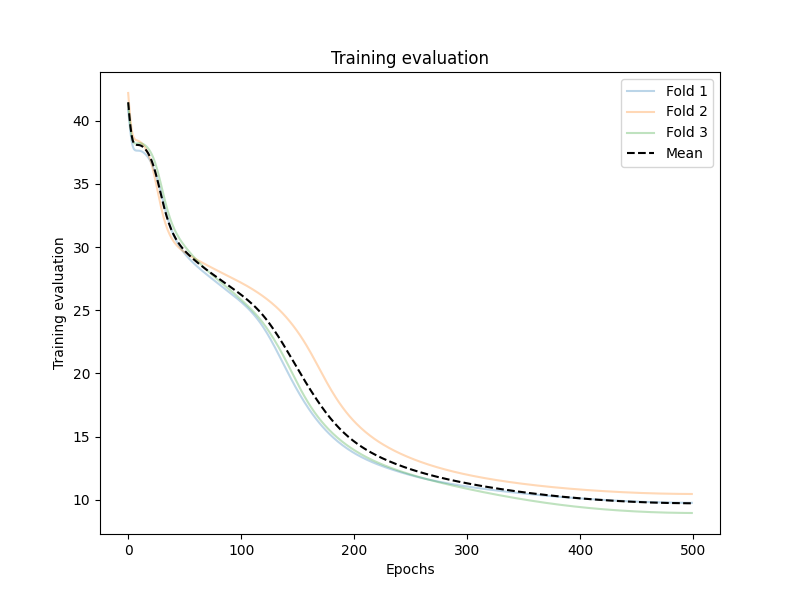 Training evaluation
Fold 1
Fold 2
Fold 3
Mean
Training evaluation
40
35
30
25
20
15
10
0 100 200 300 400 500
Epochs